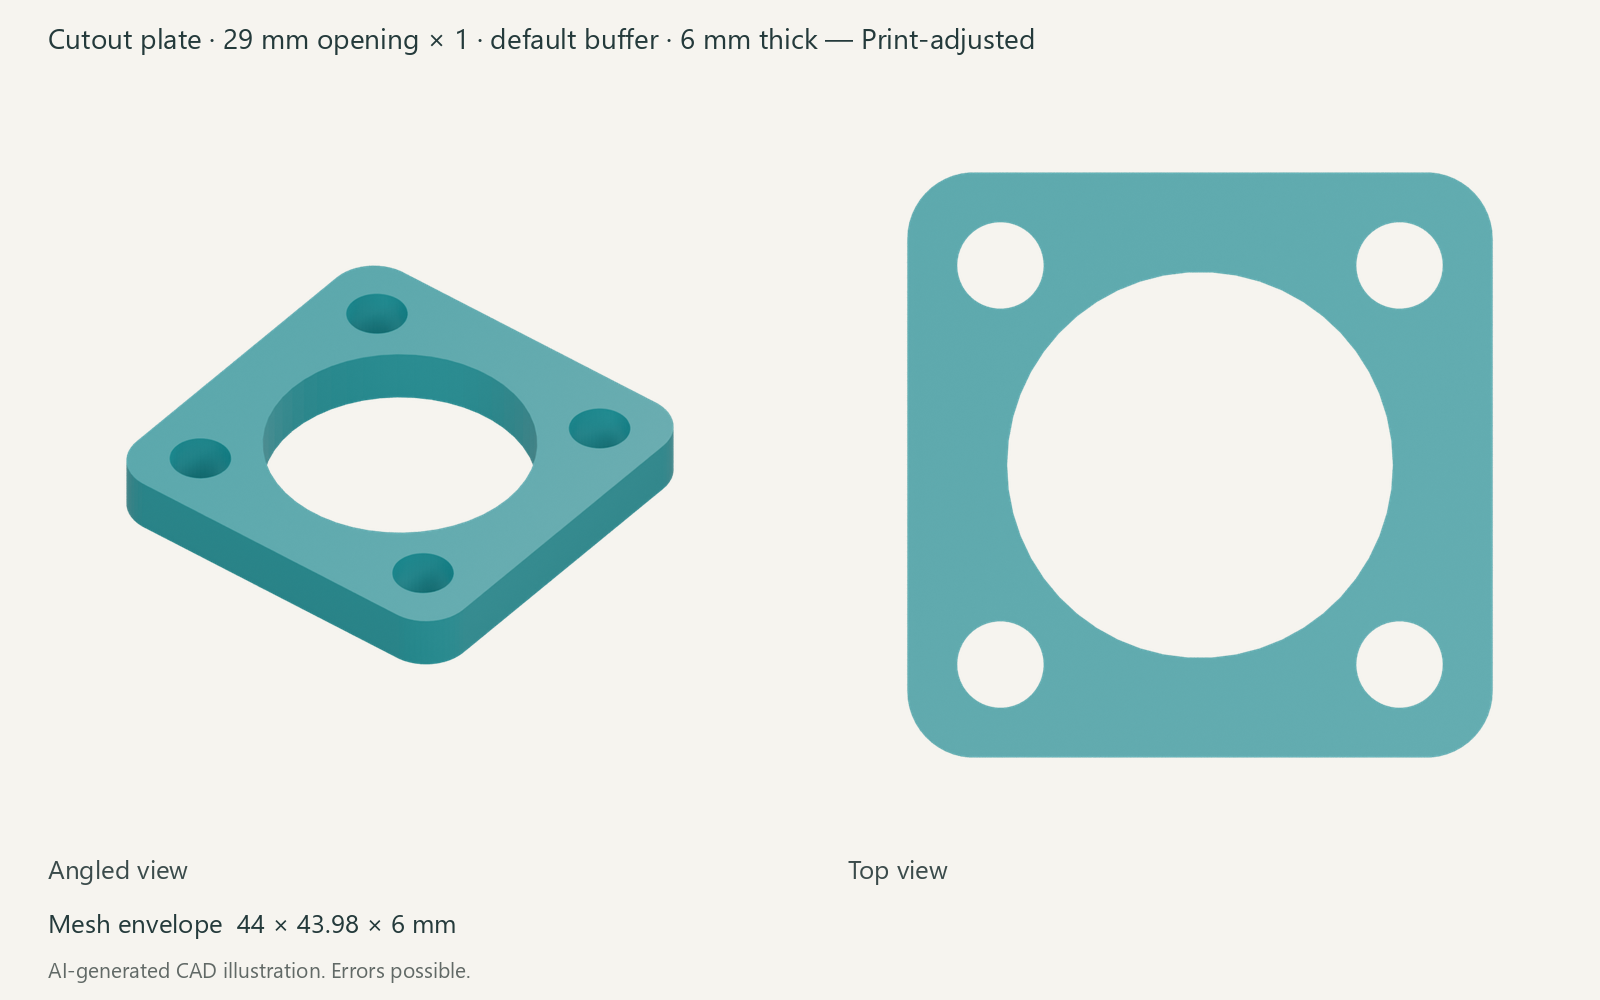 Cutout plate · 29 mm opening × 1 · default buffer · 6 mm thick — Print-adjusted
Angled view
Top view
Mesh envelope 44 × 43.98 × 6 mm
AI-generated CAD illustration. Errors possible.